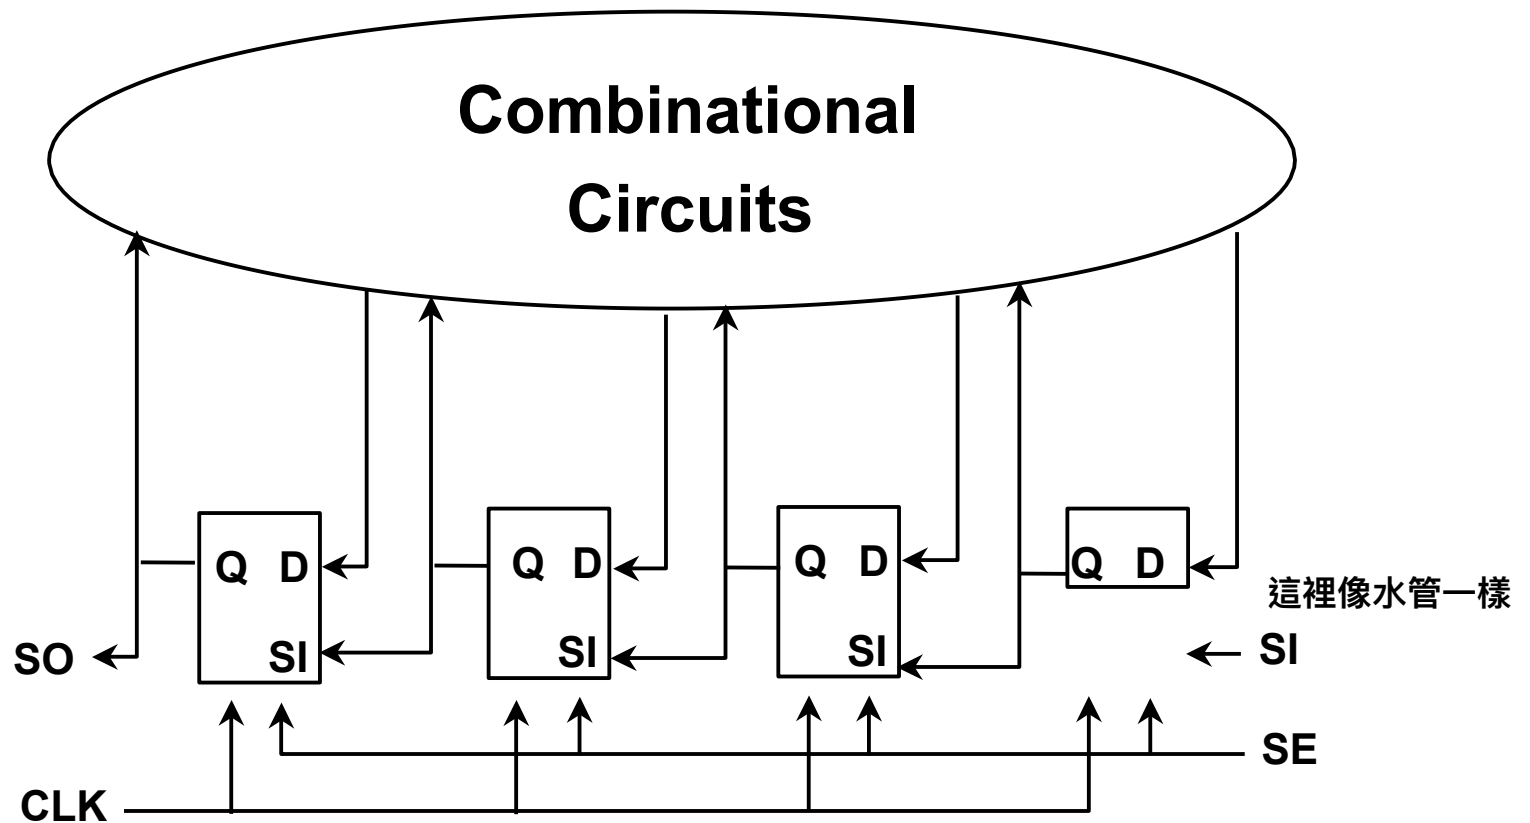 Combinational
Circuits
Q D
Q D
Q D
Q D
這裡像水管一樣
SO
SI
SI
SI
SI
SE
CLK